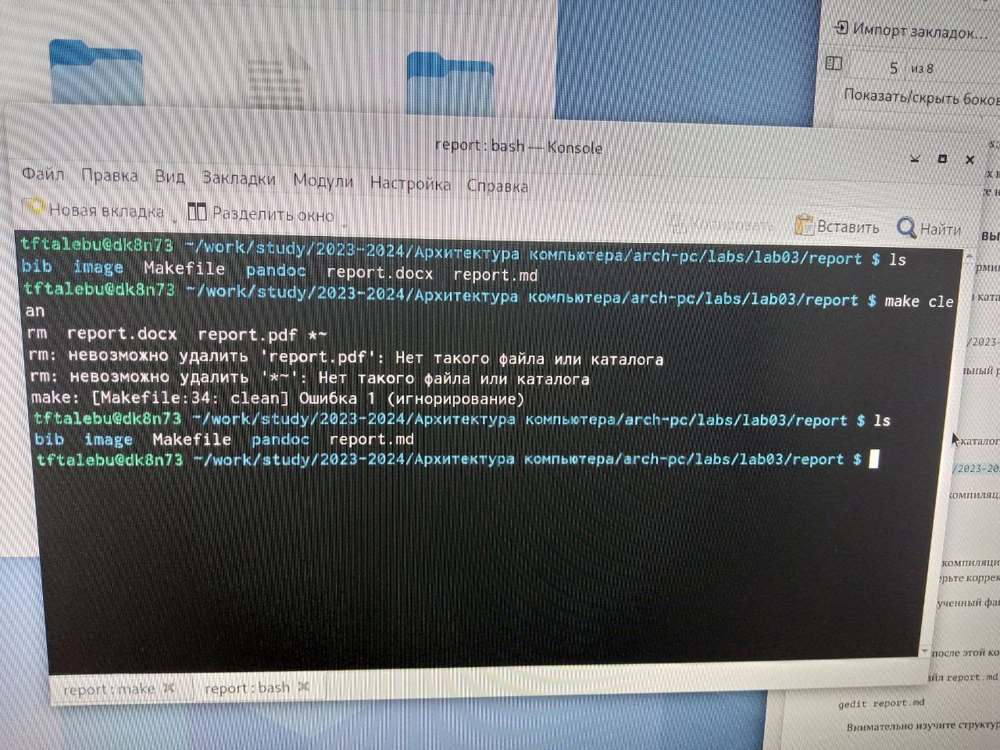 Импорт закладок...
5 из 8
Показать/скрыть боков
report : bash — Konsole
Файл Правка Вид Закладки Модули Настройка Справка
Новая вкладка Разделить окно Копировать Вставить Найти
tftalebu@dk8n73 ~/work/study/2023-2024/Архитектура компьютера/arch-pc/labs/lab03/report $ ls
bib image Makefile pandoc report.docx report.md
tftalebu@dk8n73 ~/work/study/2023-2024/Архитектура компьютера/arch-pc/labs/lab03/report $ make cle
an
rm report.docx report.pdf *~
rm: невозможно удалить 'report.pdf': Нет такого файла или каталога
rm: невозможно удалить '*~': Нет такого файла или каталога
make: [Makefile:34: clean] Ошибка 1 (игнорирование)
tftalebu@dk8n73 ~/work/study/2023-2024/Архитектура компьютера/arch-pc/labs/lab03/report $ ls
bib image Makefile pandoc report.md
tftalebu@dk8n73 ~/work/study/2023-2024/Архитектура компьютера/arch-pc/labs/lab03/report $
report : make
report : bash
/2023-
каталог
/2023-20
компиляц
компиляци
ерьте коррек
ученный фай
после этой ко
айл report.md
gedit report.md
Внимательно изучите структур